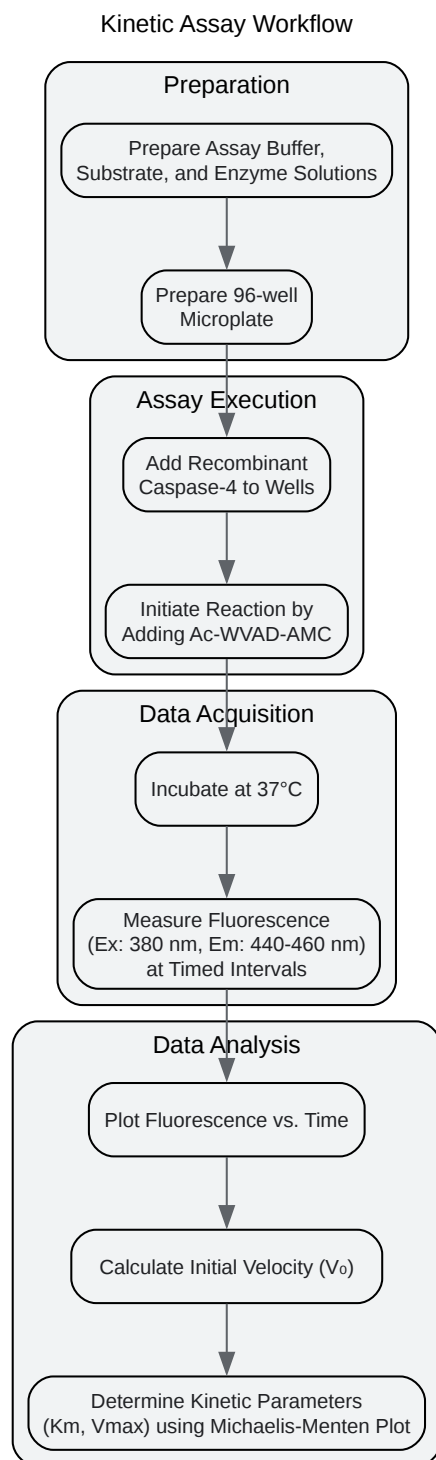 Kinetic Assay Workflow
Preparation
Prepare Assay Buffer,
Substrate, and Enzyme Solutions
Prepare 96-well
Microplate
Assay Execution
Add Recombinant
Caspase-4 to Wells
Initiate Reaction by
Adding Ac-WVAD-AMC
Data Acquisition
Incubate at 37°C
Measure Fluorescence
(Ex: 380 nm, Em: 440-460 nm)
at Timed Intervals
Data Analysis
Plot Fluorescence vs. Time
Calculate Initial Velocity (V₀)
Determine Kinetic Parameters
(Km, Vmax) using Michaelis-Menten Plot